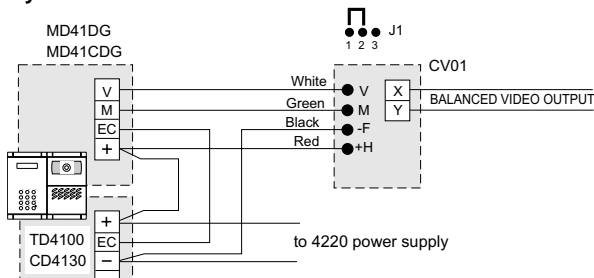 J1
1 2 3
MD41DG
MD41CDG
CV01
White
V
V
X
BALANCED VIDEO OUTPUT
Green
M
M
Y
Black
EC
-F
Red
+
+H
+
TD4100
EC
to 4220 power supply
CD4130
−